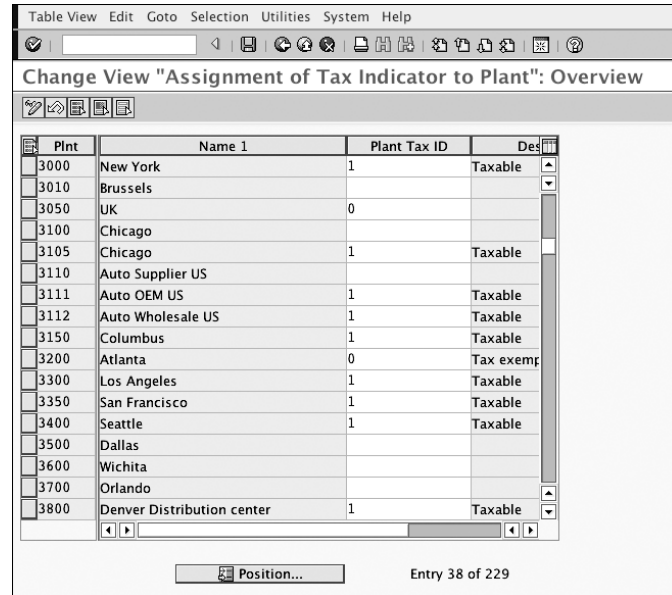 Table View Edit Goto Selection Utilities System Help
Change View "Assignment of Tax Indicator to Plant": Overview
Plnt Name 1 Plant Tax ID Des
3000 New York 1 Taxable
3010 Brussels
3050 UK 0
3100 Chicago
3105 Chicago 1 Taxable
3110 Auto Supplier US
3111 Auto OEM US 1 Taxable
3112 Auto Wholesale US 1 Taxable
3150 Columbus 1 Taxable
3200 Atlanta 0 Tax exemp
3300 Los Angeles 1 Taxable
3350 San Francisco 1 Taxable
3400 Seattle 1 Taxable
3500 Dallas
3600 Wichita
3700 Orlando
3800 Denver Distribution center 1 Taxable
Position... Entry 38 of 229